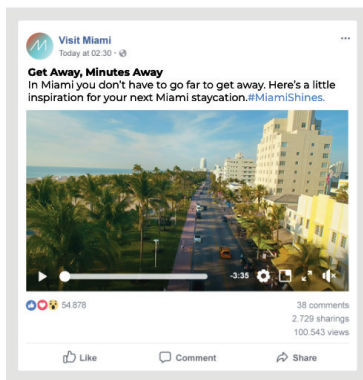 Visit Miami
Today at 02:30 ·
Get Away, Minutes Away
In Miami you don't have to go far to get away. Here's a little
inspiration for your next Miami staycation.#MiamiShines.
-3:35
54.878
38 comments
2.729 sharings
100.543 views
Like
Comment
Share